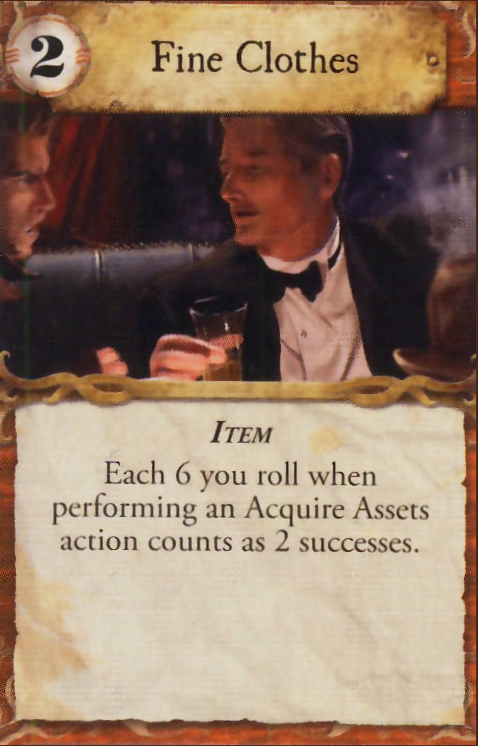 2
Fine Clothes
ITEM
Each 6 you roll when
performing an Acquire Assets
action counts as 2 successes.